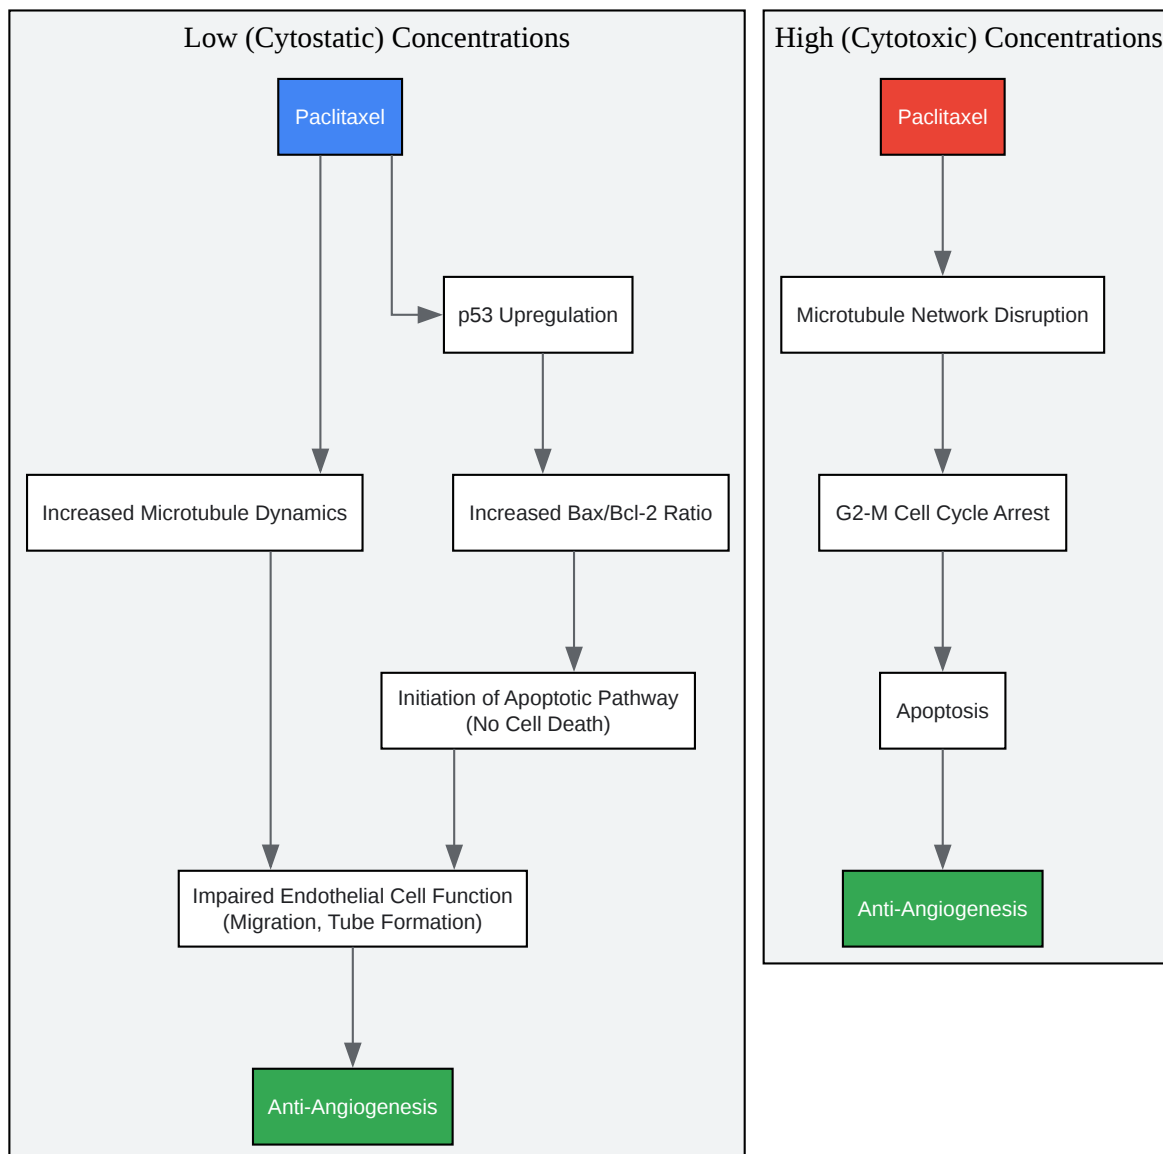 Low (Cytostatic) Concentrations
Paclitaxel
p53 Upregulation
Increased Microtubule Dynamics
Increased Bax/Bcl-2 Ratio
Initiation of Apoptotic Pathway
(No Cell Death)
Impaired Endothelial Cell Function
(Migration, Tube Formation)
Anti-Angiogenesis
High (Cytotoxic) Concentrations
Paclitaxel
Microtubule Network Disruption
G2-M Cell Cycle Arrest
Apoptosis
Anti-Angiogenesis